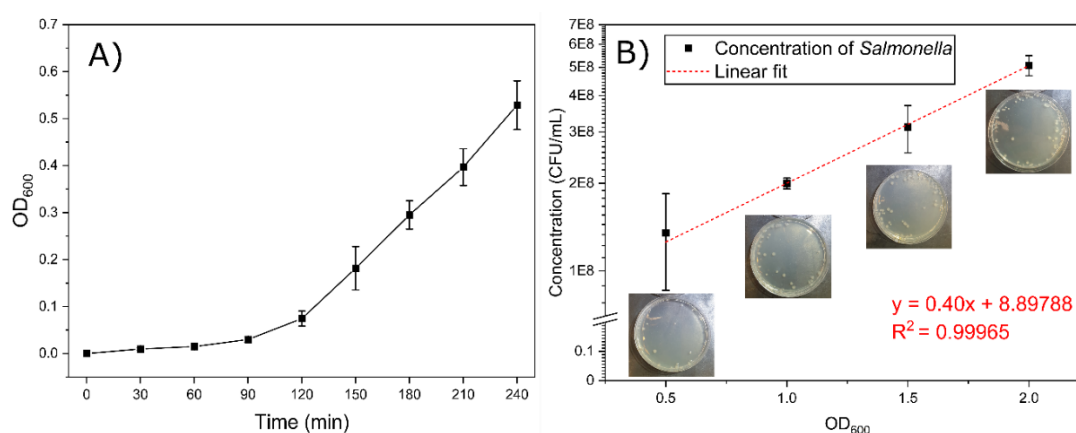 A)
0.7
0.6
0.5
0.4
0.3
0.2
0.1
0.0
OD600
0 30 60 90 120 150 180 210 240
Time (min)
B)
Concentration of Salmonella
Linear fit
7E8
6E8
5E8
4E8
3E8
2E8
1E8
0.1
0
Concentration (CFU/mL)
y = 0.40x + 8.89788
R2 = 0.99965
0.5 1.0 1.5 2.0
OD600